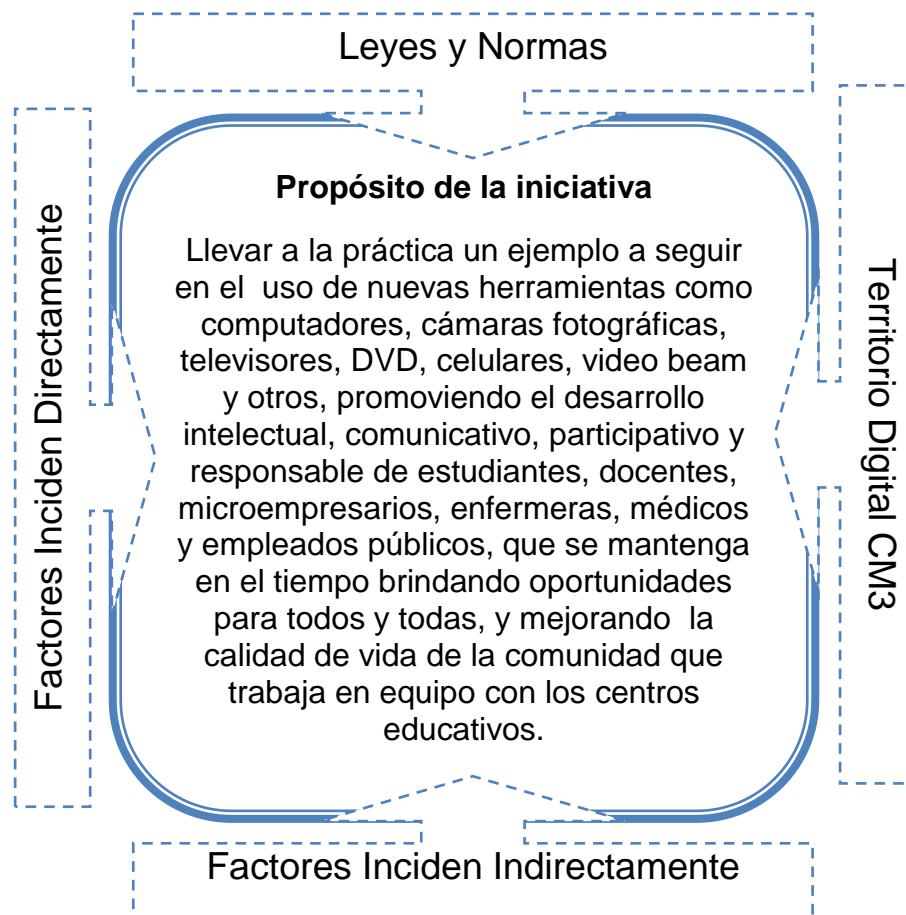 Leyes y Normas
Factores Inciden Directamente
Propósito de la iniciativa
Llevar a la práctica un ejemplo a seguir
en el uso de nuevas herramientas como
computadores, cámaras fotográficas,
televisores, DVD, celulares, video beam
y otros, promoviendo el desarrollo
intelectual, comunicativo, participativo y
responsable de estudiantes, docentes,
microempresarios, enfermeras, médicos
y empleados públicos, que se mantenga
en el tiempo brindando oportunidades
para todos y todas, y mejorando la
calidad de vida de la comunidad que
trabaja en equipo con los centros
educativos.
Territorio Digital CM3
Factores Inciden Indirectamente